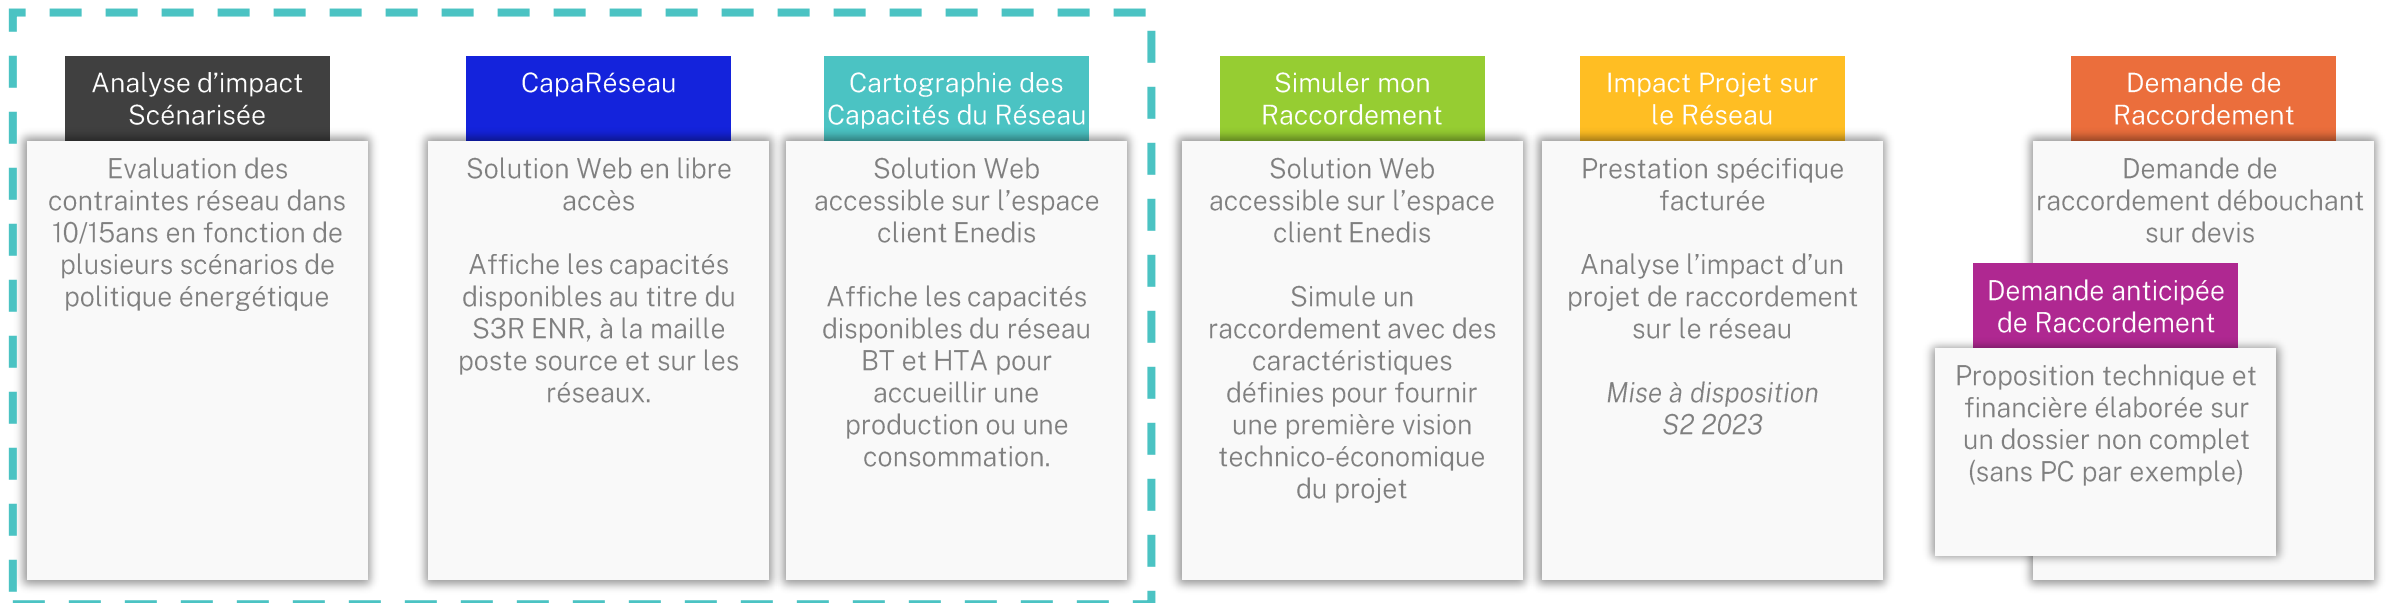 Analyse d’impact
Scénarisée
Evaluation des
contraintes réseau dans
10/15ans en fonction de
plusieurs scénarios de
politique énergétique
CapaRéseau
Solution Web en libre
accès
Affiche les capacités
disponibles au titre du
S3R ENR, à la maille
poste source et sur les
réseaux.
Cartographie des
Capacités du Réseau
Solution Web
accessible sur l’espace
client Enedis
Affiche les capacités
disponibles du réseau
BT et HTA pour
accueillir une
production ou une
consommation.
Simuler mon
Raccordement
Solution Web
accessible sur l’espace
client Enedis
Simule un
raccordement avec des
caractéristiques
définies pour fournir
une première vision
technico-économique
du projet
Impact Projet sur
le Réseau
Prestation spécifique
facturée
Analyse l’impact d’un
projet de raccordement
sur le réseau
Mise à disposition
S2 2023
Demande de
Raccordement
Demande de
raccordement débouchant
sur devis
Demande anticipée
de Raccordement
Proposition technique et
financière élaborée sur
un dossier non complet
(sans PC par exemple)